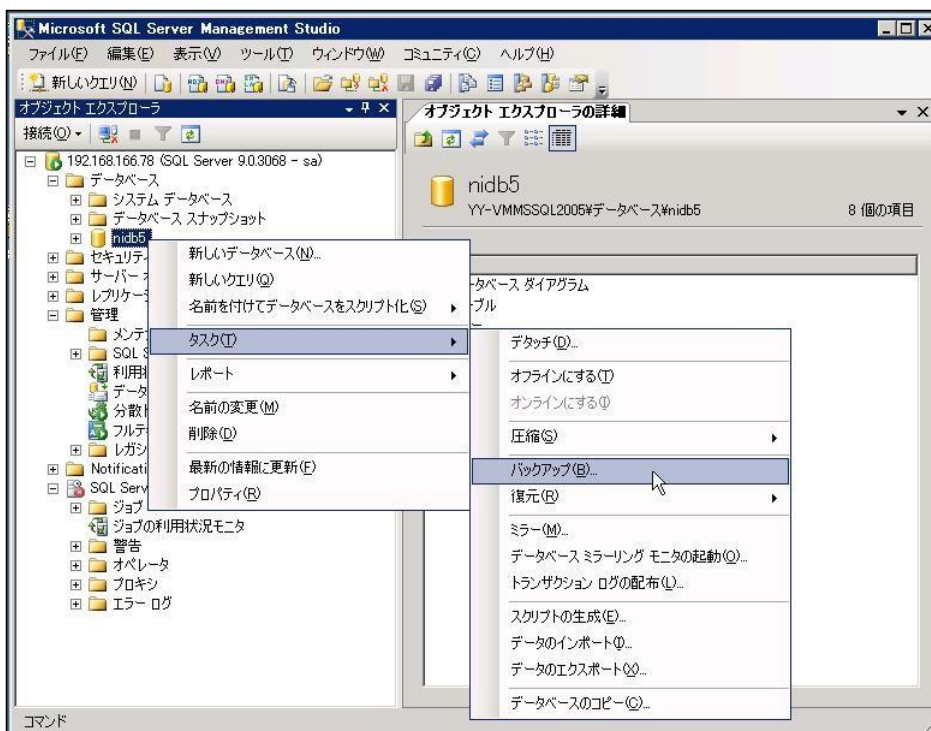 Microsoft SQL Server Management Studio
ファイル(F) 編集(E) 表示(V) ツール(T) ウィンドウ(W) コミュニティ(C) ヘルプ(H)
新しいクエリ(N)
オブジェクト エクスプローラ
接続(O)
192.168.166.78 (SQL Server 9.0.3068 - sa)
データベース
システム データベース
データベース スナップショット
nidb5
セキュリティ
サーバー オ
レプリケーシ
管理
メンテナ
SQL S
利用状
データ
分散ト
フルテキ
レガシ
Notificati
SQL Serv
ジョブ
ジョブの利用状況モニタ
警告
オペレータ
プロキシ
エラー ログ
コマンド
オブジェクト エクスプローラの詳細
nidb5
YY-VMMSSQL2005¥データベース¥nidb5
8 個の項目
ータベース ダイアグラム
ーブル
新しいデータベース(N)...
新しいクエリ(Q)
名前を付けてデータベースをスクリプト化(S)
タスク(T)
レポート
名前の変更(M)
削除(D)
最新の情報に更新(F)
プロパティ(R)
デタッチ(D)...
オフラインにする(T)
オンラインにする(I)
圧縮(S)
バックアップ(B)...
復元(R)
ミラー(M)...
データベース ミラーリング モニタの起動(O)...
トランザクション ログの配布(L)...
スクリプトの生成(E)...
データのインポート(I)...
データのエクスポート(X)...
データベースのコピー(C)...